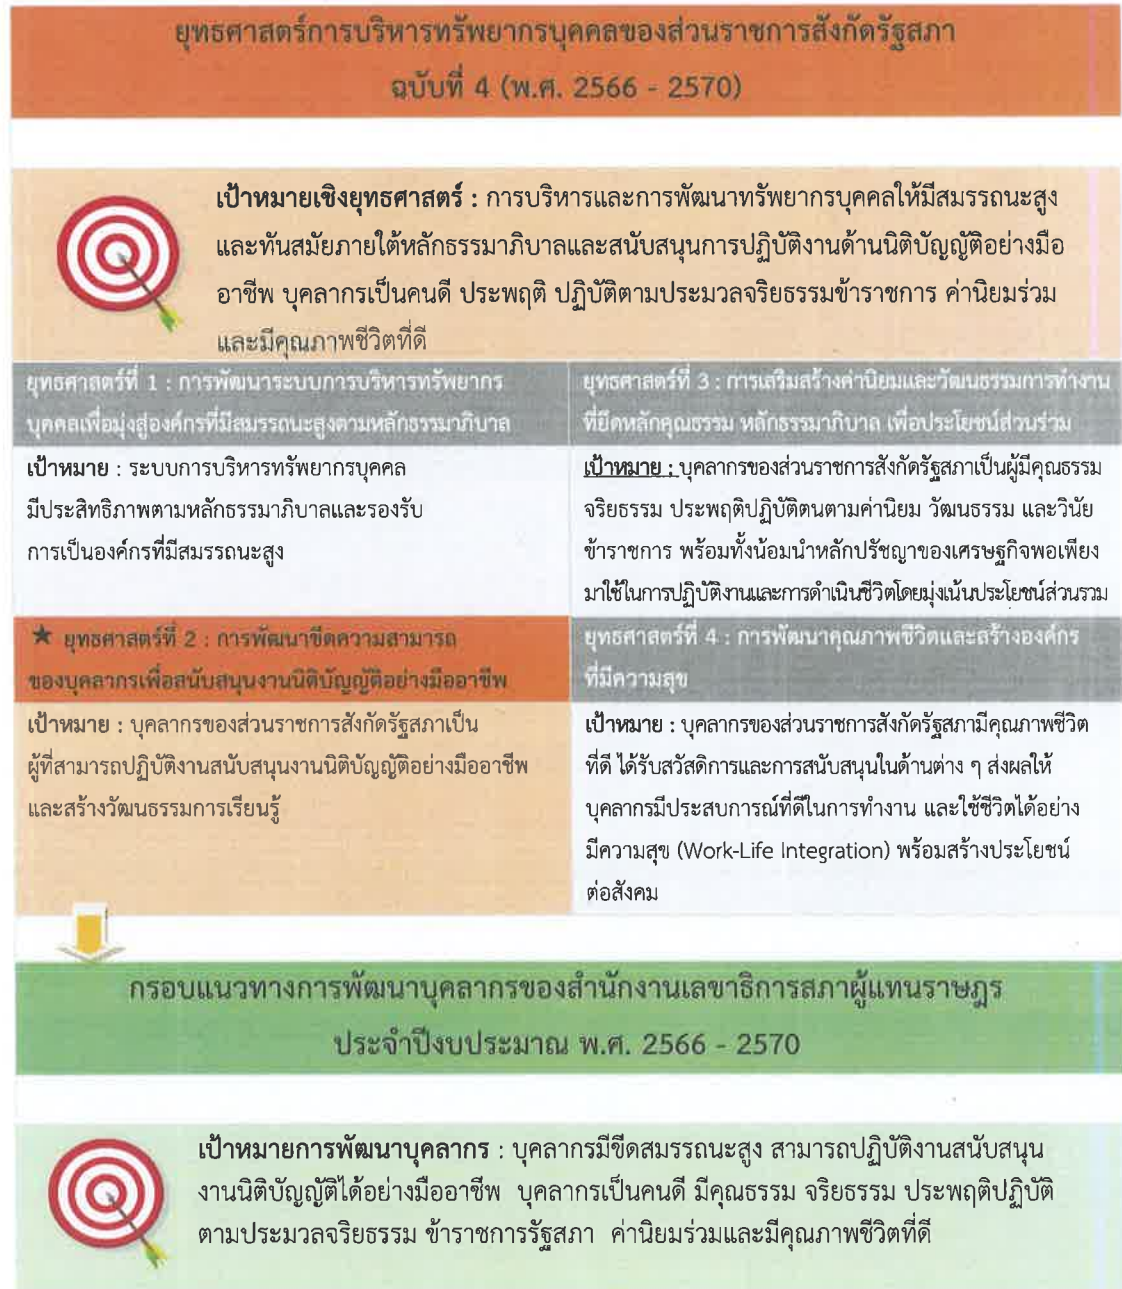 ยุทธศาสตร์การบริหารทรัพยากรบุคคลของส่วนราชการสังกัดรัฐสภา
ฉบับที่ 4 (พ.ศ. 2566 - 2570)
เป้าหมายเชิงยุทธศาสตร์ : การบริหารและการพัฒนาทรัพยากรบุคคลให้มีสมรรถนะสูง
และทันสมัยภายใต้หลักธรรมาภิบาลและสนับสนุนการปฏิบัติงานด้านนิติบัญญัติอย่างมือ
อาชีพ บุคลากรเป็นคนดี ประพฤติ ปฏิบัติตามประมวลจริยธรรมข้าราชการ ค่านิยมร่วม
และมีคุณภาพชีวิตที่ดี
ยุทธศาสตร์ที่ 1 : การพัฒนาระบบการบริหารทรัพยากร
บุคคลเพื่อมุ่งสู่องค์กรที่มีสมรรถนะสูงตามหลักธรรมาภิบาล
เป้าหมาย : ระบบการบริหารทรัพยากรบุคคล
มีประสิทธิภาพตามหลักธรรมาภิบาลและรองรับ
การเป็นองค์กรที่มีสมรรถนะสูง
ยุทธศาสตร์ที่ 3 : การเสริมสร้างค่านิยมและวัฒนธรรมการทำงาน
ที่ยึดหลักคุณธรรม หลักธรรมาภิบาล เพื่อประโยชน์ส่วนร่วม
เป้าหมาย : บุคลากรของส่วนราชการสังกัดรัฐสภาเป็นผู้มีคุณธรรม
จริยธรรม ประพฤติปฏิบัติตนตามค่านิยม วัฒนธรรม และวินัย
ข้าราชการ พร้อมทั้งน้อมนำหลักปรัชญาของเศรษฐกิจพอเพียง
มาใช้ในการปฏิบัติงานและการดำเนินชีวิตโดยมุ่งเน้นประโยชน์ส่วนรวม
★ ยุทธศาสตร์ที่ 2 : การพัฒนาขีดความสามารถ
ของบุคลากรเพื่อสนับสนุนงานนิติบัญญัติอย่างมืออาชีพ
เป้าหมาย : บุคลากรของส่วนราชการสังกัดรัฐสภาเป็น
ผู้ที่สามารถปฏิบัติงานสนับสนุนงานนิติบัญญัติอย่างมืออาชีพ
และสร้างวัฒนธรรมการเรียนรู้
ยุทธศาสตร์ที่ 4 : การพัฒนาคุณภาพชีวิตและสร้างองค์กร
ที่มีความสุข
เป้าหมาย : บุคลากรของส่วนราชการสังกัดรัฐสภามีคุณภาพชีวิต
ที่ดี ได้รับสวัสดิการและการสนับสนุนในด้านต่าง ๆ ส่งผลให้
บุคลากรมีประสบการณ์ที่ดีในการทำงาน และใช้ชีวิตได้อย่าง
มีความสุข (Work-Life Integration) พร้อมสร้างประโยชน์
ต่อสังคม
กรอบแนวทางการพัฒนาบุคลากรของสำนักงานเลขาธิการสภาผู้แทนราษฎร
ประจำปีงบประมาณ พ.ศ. 2566 - 2570
เป้าหมายการพัฒนาบุคลากร : บุคลากรมีขีดสมรรถนะสูง สามารถปฏิบัติงานสนับสนุน
งานนิติบัญญัติได้อย่างมืออาชีพ บุคลากรเป็นคนดี มีคุณธรรม จริยธรรม ประพฤติปฏิบัติ
ตามประมวลจริยธรรม ข้าราชการรัฐสภา ค่านิยมร่วมและมีคุณภาพชีวิตที่ดี